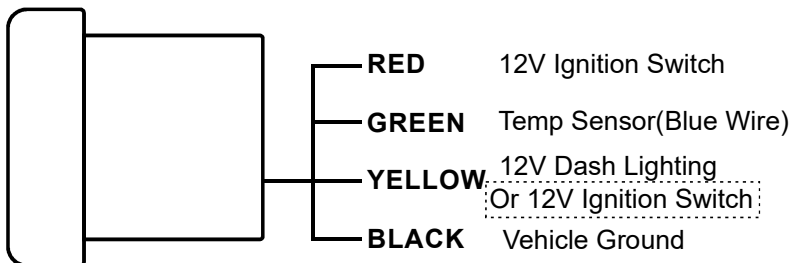 RED 12V Ignition Switch
GREEN Temp Sensor(Blue Wire)
YELLOW 12V Dash Lighting
Or 12V Ignition Switch
BLACK Vehicle Ground